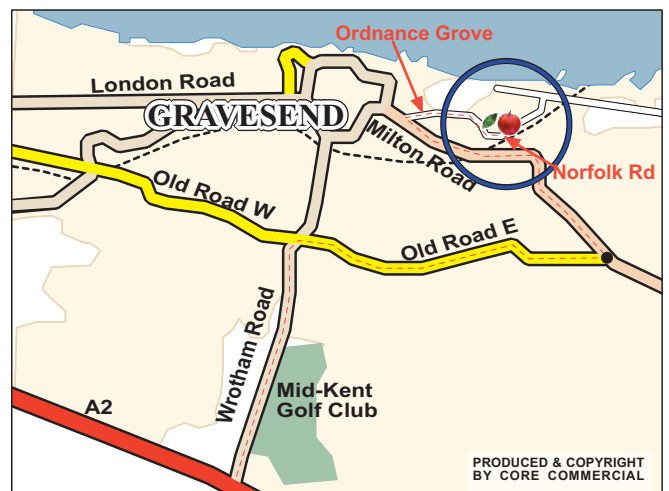 Ordnance Grove
London Road
GRAVESEND
Milton Road
Norfolk Rd
Old Road W
Old Road E
Wrotham Road
Mid-Kent
Golf Club
A2
PRODUCED & COPYRIGHT
BY CORE COMMERCIAL